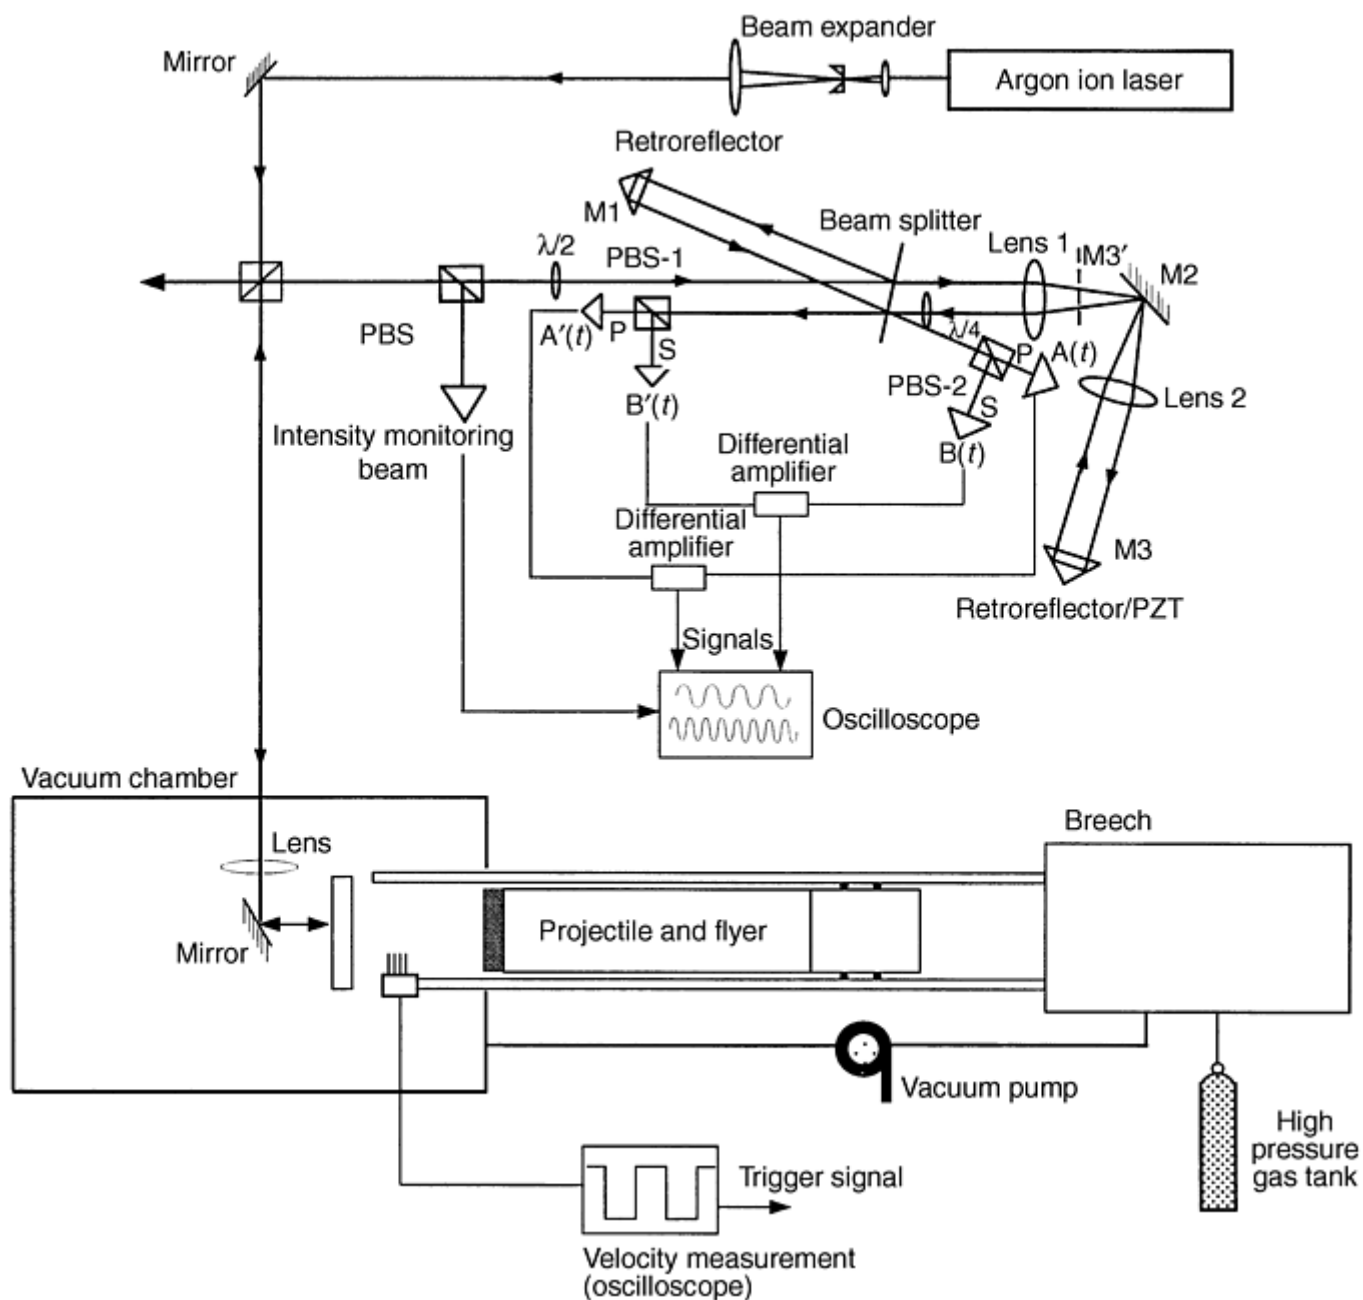 Beam expander
Mirror
Argon ion laser
Retroreflector
M1
Beam splitter
Lens 1
M3′
M2
λ/2
PBS-1
PBS
A′(t)
P
S
B′(t)
λ/4
P
A(t)
PBS-2
S
B(t)
Lens 2
Intensity monitoring
beam
Differential
amplifier
Differential
amplifier
M3
Retroreflector/PZT
Signals
Oscilloscope
Vacuum chamber
Lens
Mirror
Breech
Projectile and flyer
Vacuum pump
High
pressure
gas tank
Trigger signal
Velocity measurement
(oscilloscope)